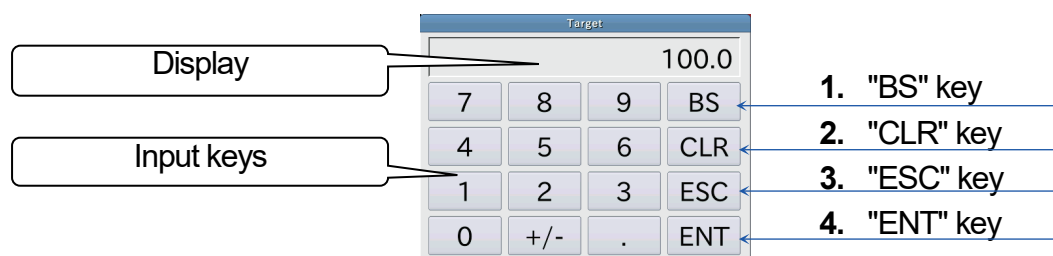 Target
Display
100.0
7 8 9 BS
1. "BS" key
4 5 6 CLR
2. "CLR" key
Input keys
1 2 3 ESC
3. "ESC" key
0 +/- . ENT
4. "ENT" key